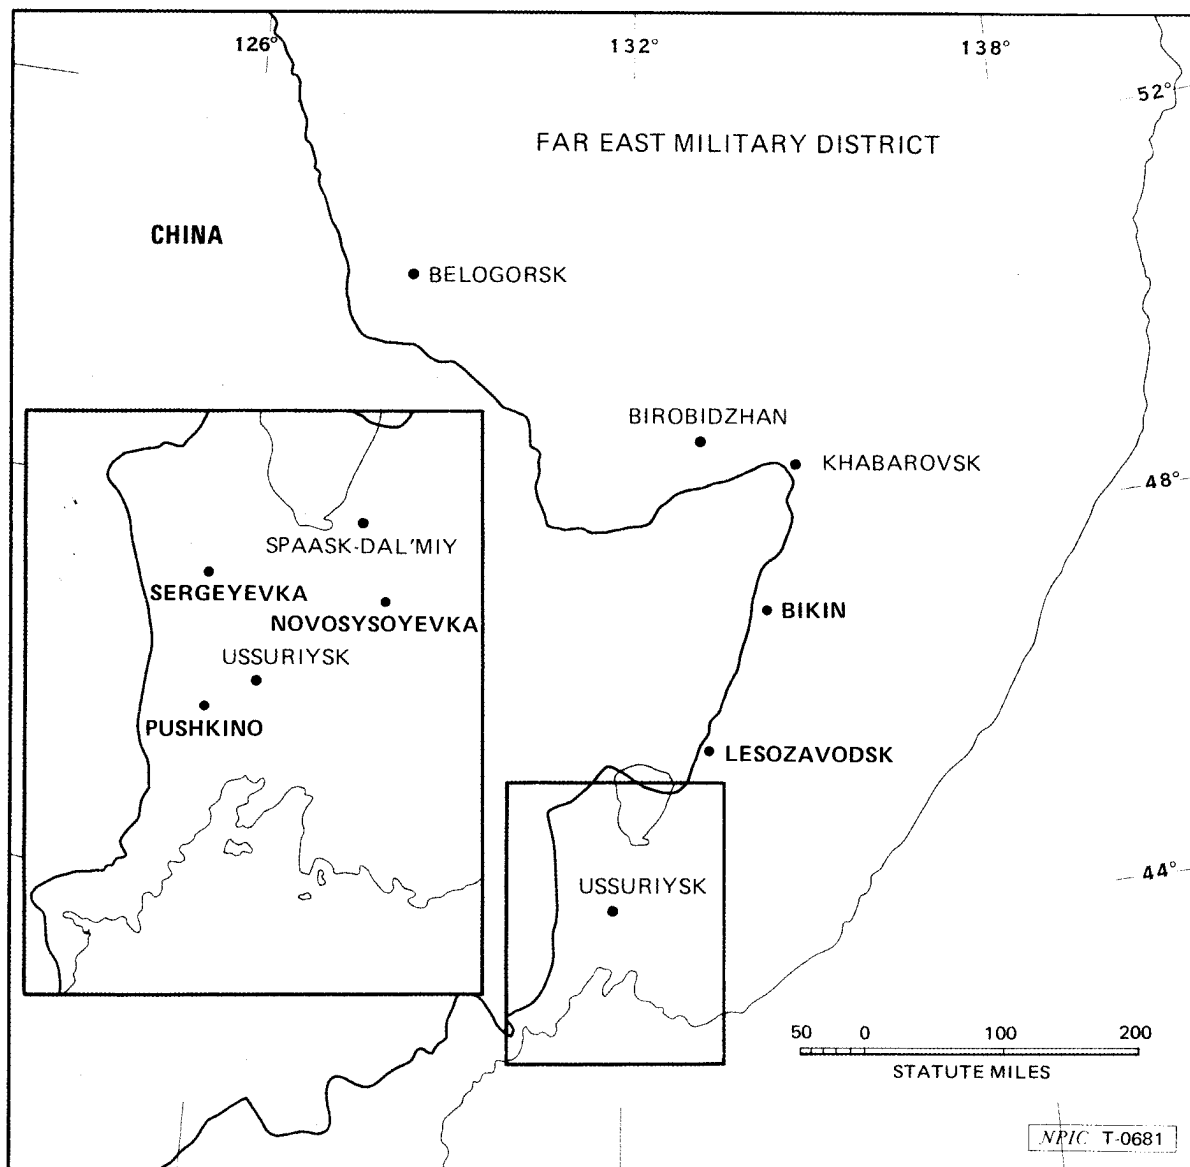 126° 132° 138°
52°
FAR EAST MILITARY DISTRICT
CHINA
BELOGORSK
BIROBIDZHAN
KHABAROVSK
48°
SPAASK-DAL'MIY
SERGEYEVKA
NOVOSYSOYEVKA
BIKIN
USSURIYSK
PUSHKINO
LESOZAVODSK
44°
USSURIYSK
50 0 100 200
STATUTE MILES
NPIC T-0681